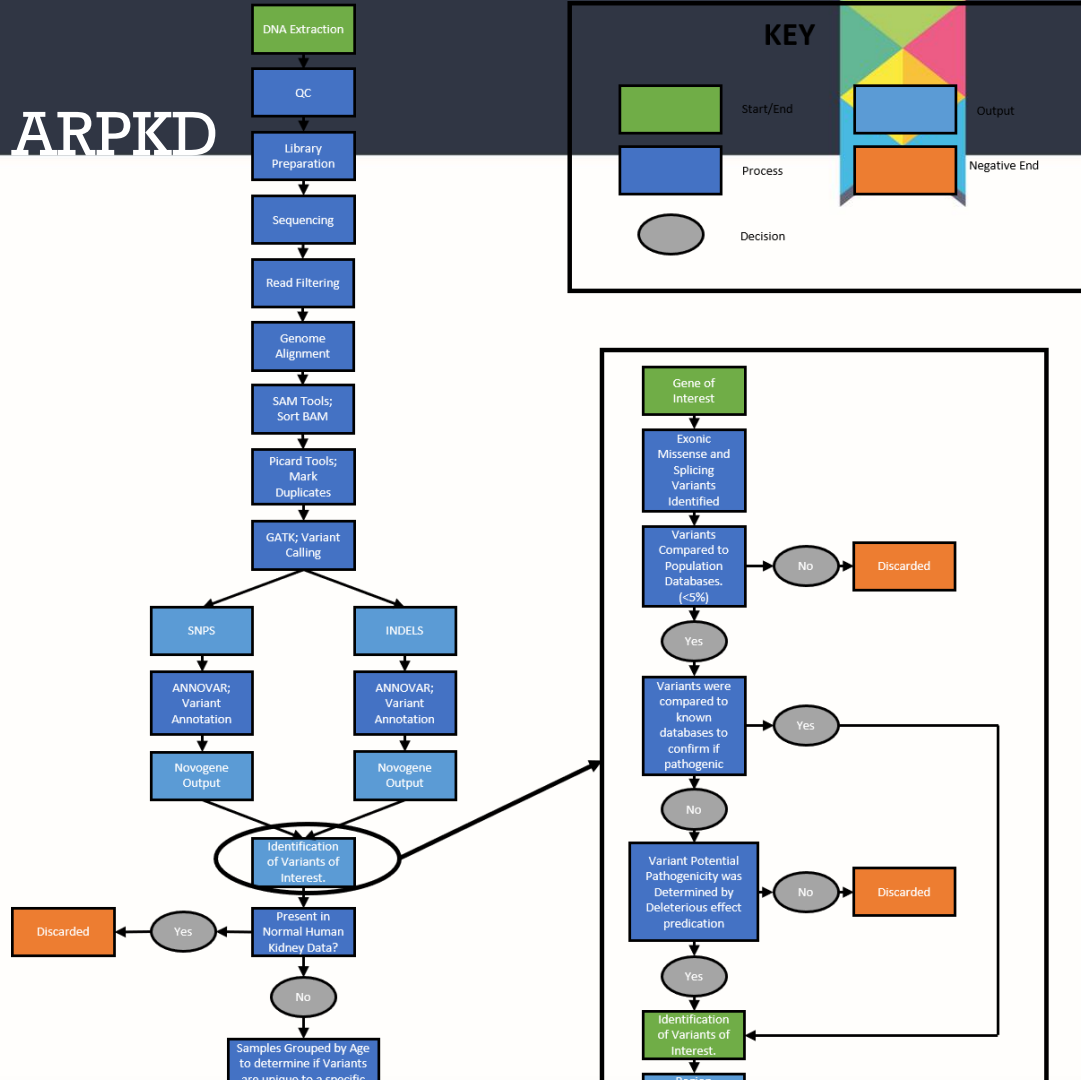 ARPKD
DNA Extraction
QC
Library
Preparation
Sequencing
Read Filtering
Genome
Alignment
SAM Tools;
Sort BAM
Picard Tools;
Mark
Duplicates
GATK; Variant
Calling
SNPS
INDELS
ANNOVAR;
Variant
Annotation
ANNOVAR;
Variant
Annotation
Novogene
Output
Novogene
Output
Identification
of Variants of
Interest.
Present in
Normal Human
Kidney Data?
Yes
Discarded
No
Samples Grouped by Age
to determine if Variants
are unique to a specific
KEY
Start/End
Output
Process
Negative End
Decision
Gene of
Interest
Exonic
Missense and
Splicing
Variants
Identified
Variants
Compared to
Population
Databases.
(<5%)
No
Discarded
Yes
Variants were
compared to
known
databases to
confirm if
pathogenic
Yes
No
Variant Potential
Pathogenicity was
Determined by
Deleterious effect
predication
No
Discarded
Yes
Identification
of Variants of
Interest.
Region